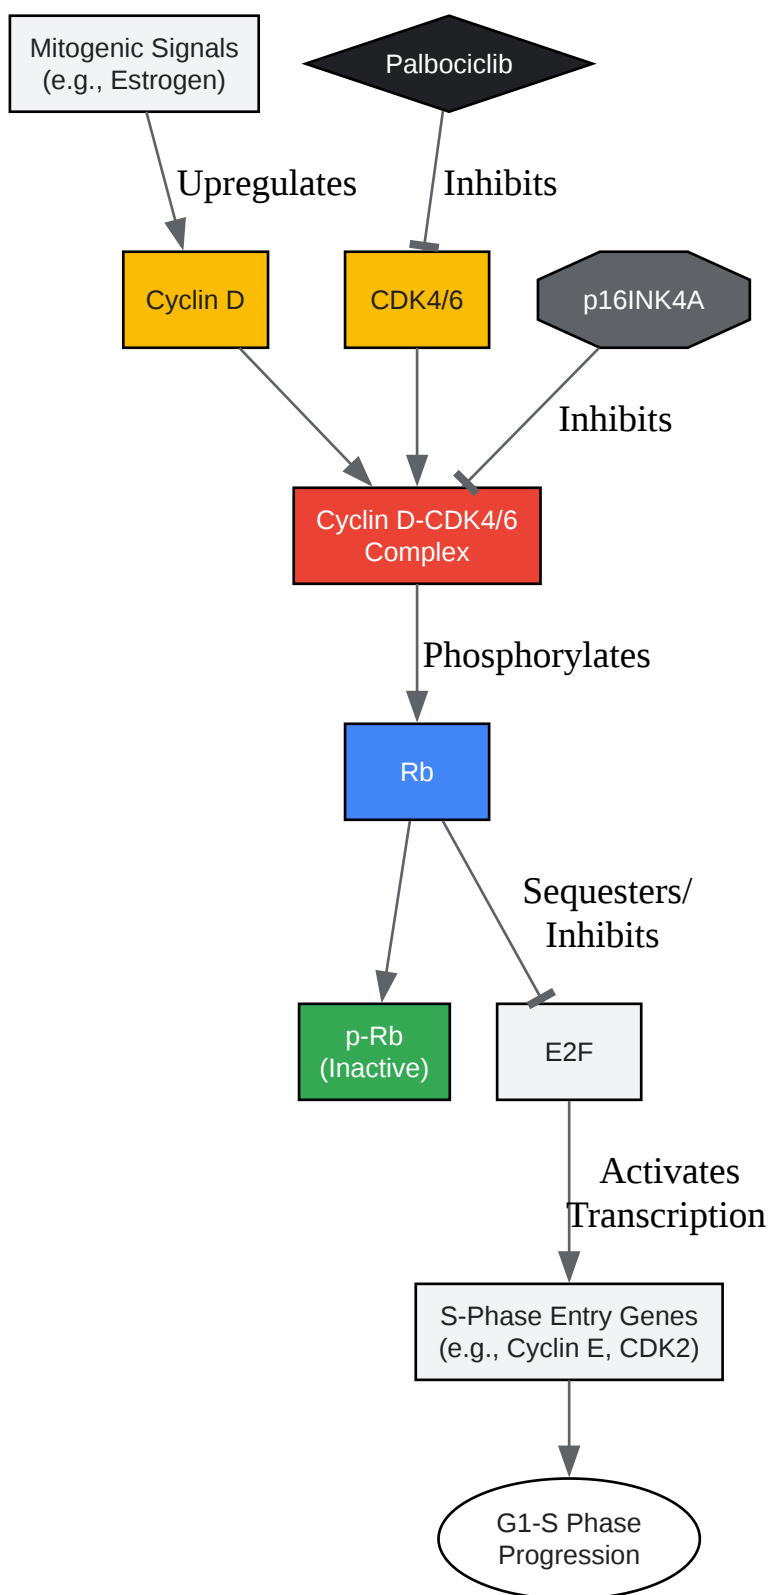 Mitogenic Signals
(e.g., Estrogen)
Palbociclib
Upregulates
Inhibits
Cyclin D
CDK4/6
p16INK4A
Inhibits
Cyclin D-CDK4/6
Complex
Phosphorylates
Rb
Sequesters/
Inhibits
p-Rb
(Inactive)
E2F
Activates
Transcription
S-Phase Entry Genes
(e.g., Cyclin E, CDK2)
G1-S Phase
Progression